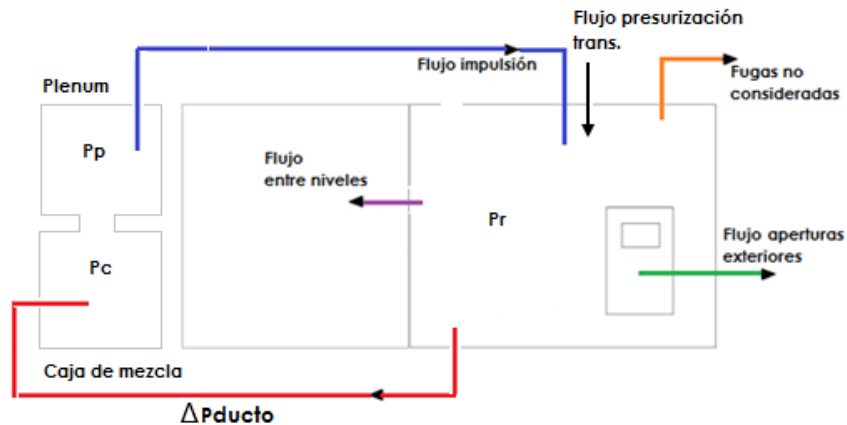 Flujo presurización
trans.
Flujo impulsión
Fugas no
consideradas
Plenum
Pp
Flujo
entre niveles
Pr
Flujo aperturas
exteriores
Pc
Caja de mezcla
ΔPducto